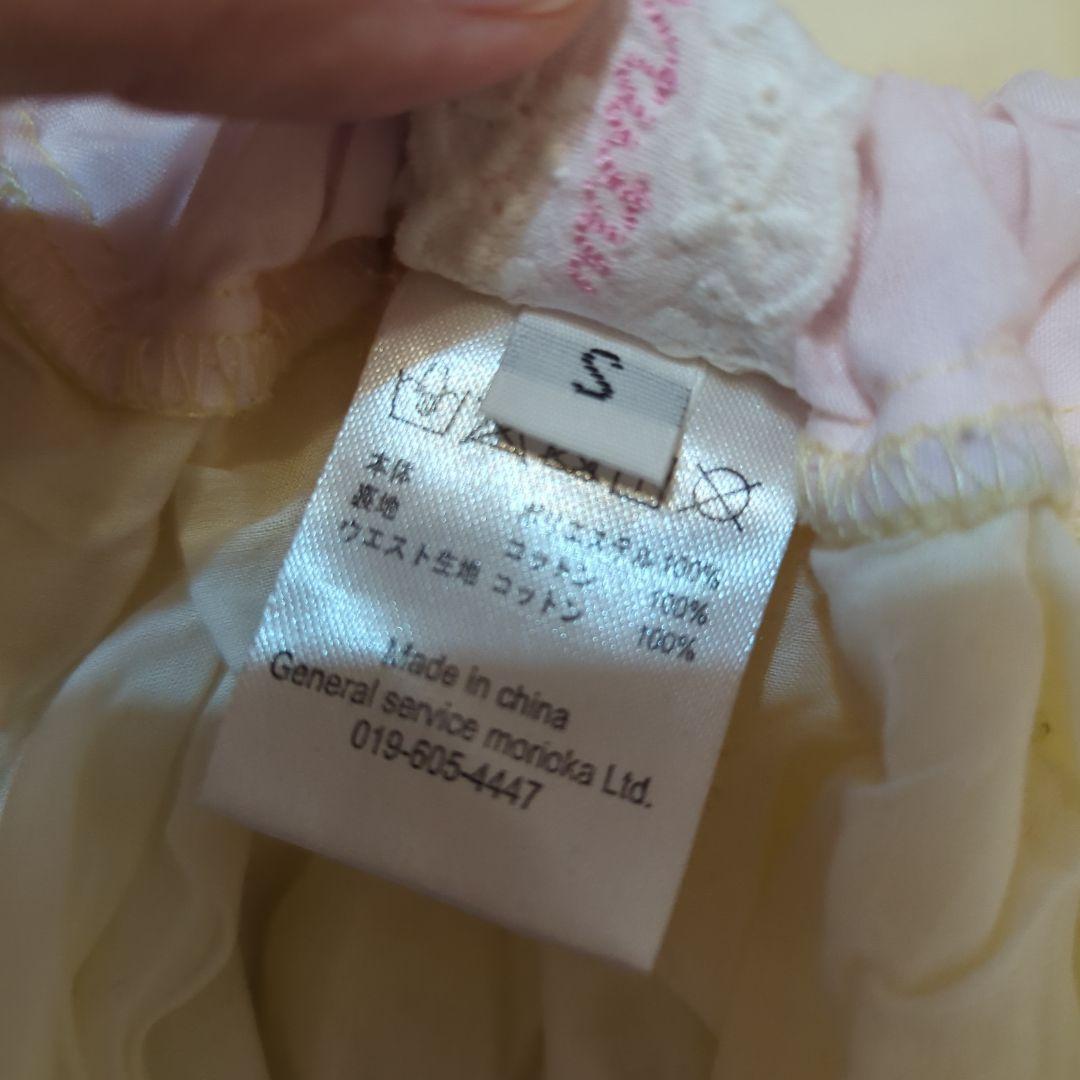 S
本体 ポリエステル100%
裏地 コットン 100%
ウエスト生地 コットン 100%
Made in china
General service morioka Ltd.
019-605-4447